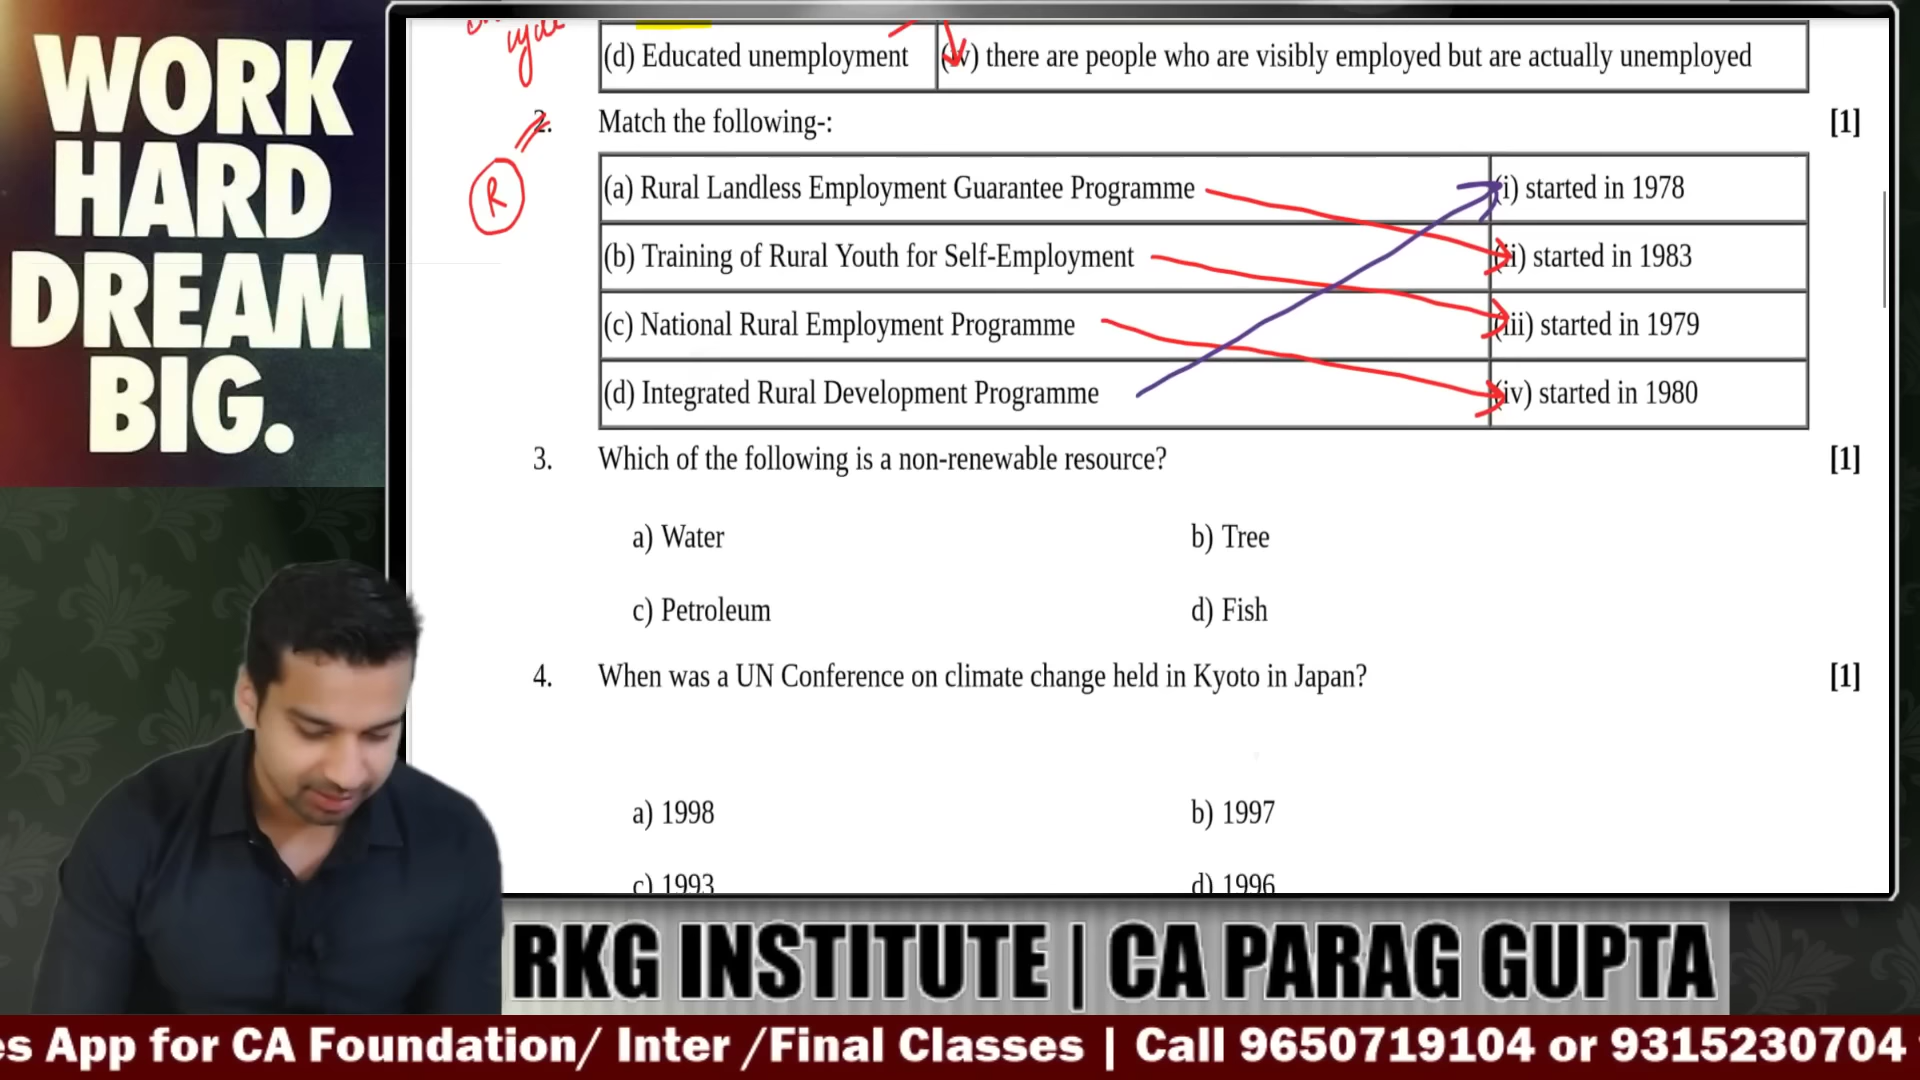 WORK
HARD
DREAM
BIG.
(d) Educated unemployment (iv) there are people who are visibly employed but are actually unemployed
2. Match the following-: [1]
R
(a) Rural Landless Employment Guarantee Programme (i) started in 1978
(b) Training of Rural Youth for Self-Employment (ii) started in 1983
(c) National Rural Employment Programme (iii) started in 1979
(d) Integrated Rural Development Programme (iv) started in 1980
3. Which of the following is a non-renewable resource? [1]
a) Water b) Tree
c) Petroleum d) Fish
4. When was a UN Conference on climate change held in Kyoto in Japan? [1]
a) 1998 b) 1997
c) 1993 d) 1996
RKG INSTITUTE | CA PARAG GUPTA
es App for CA Foundation/ Inter /Final Classes | Call 9650719104 or 9315230704